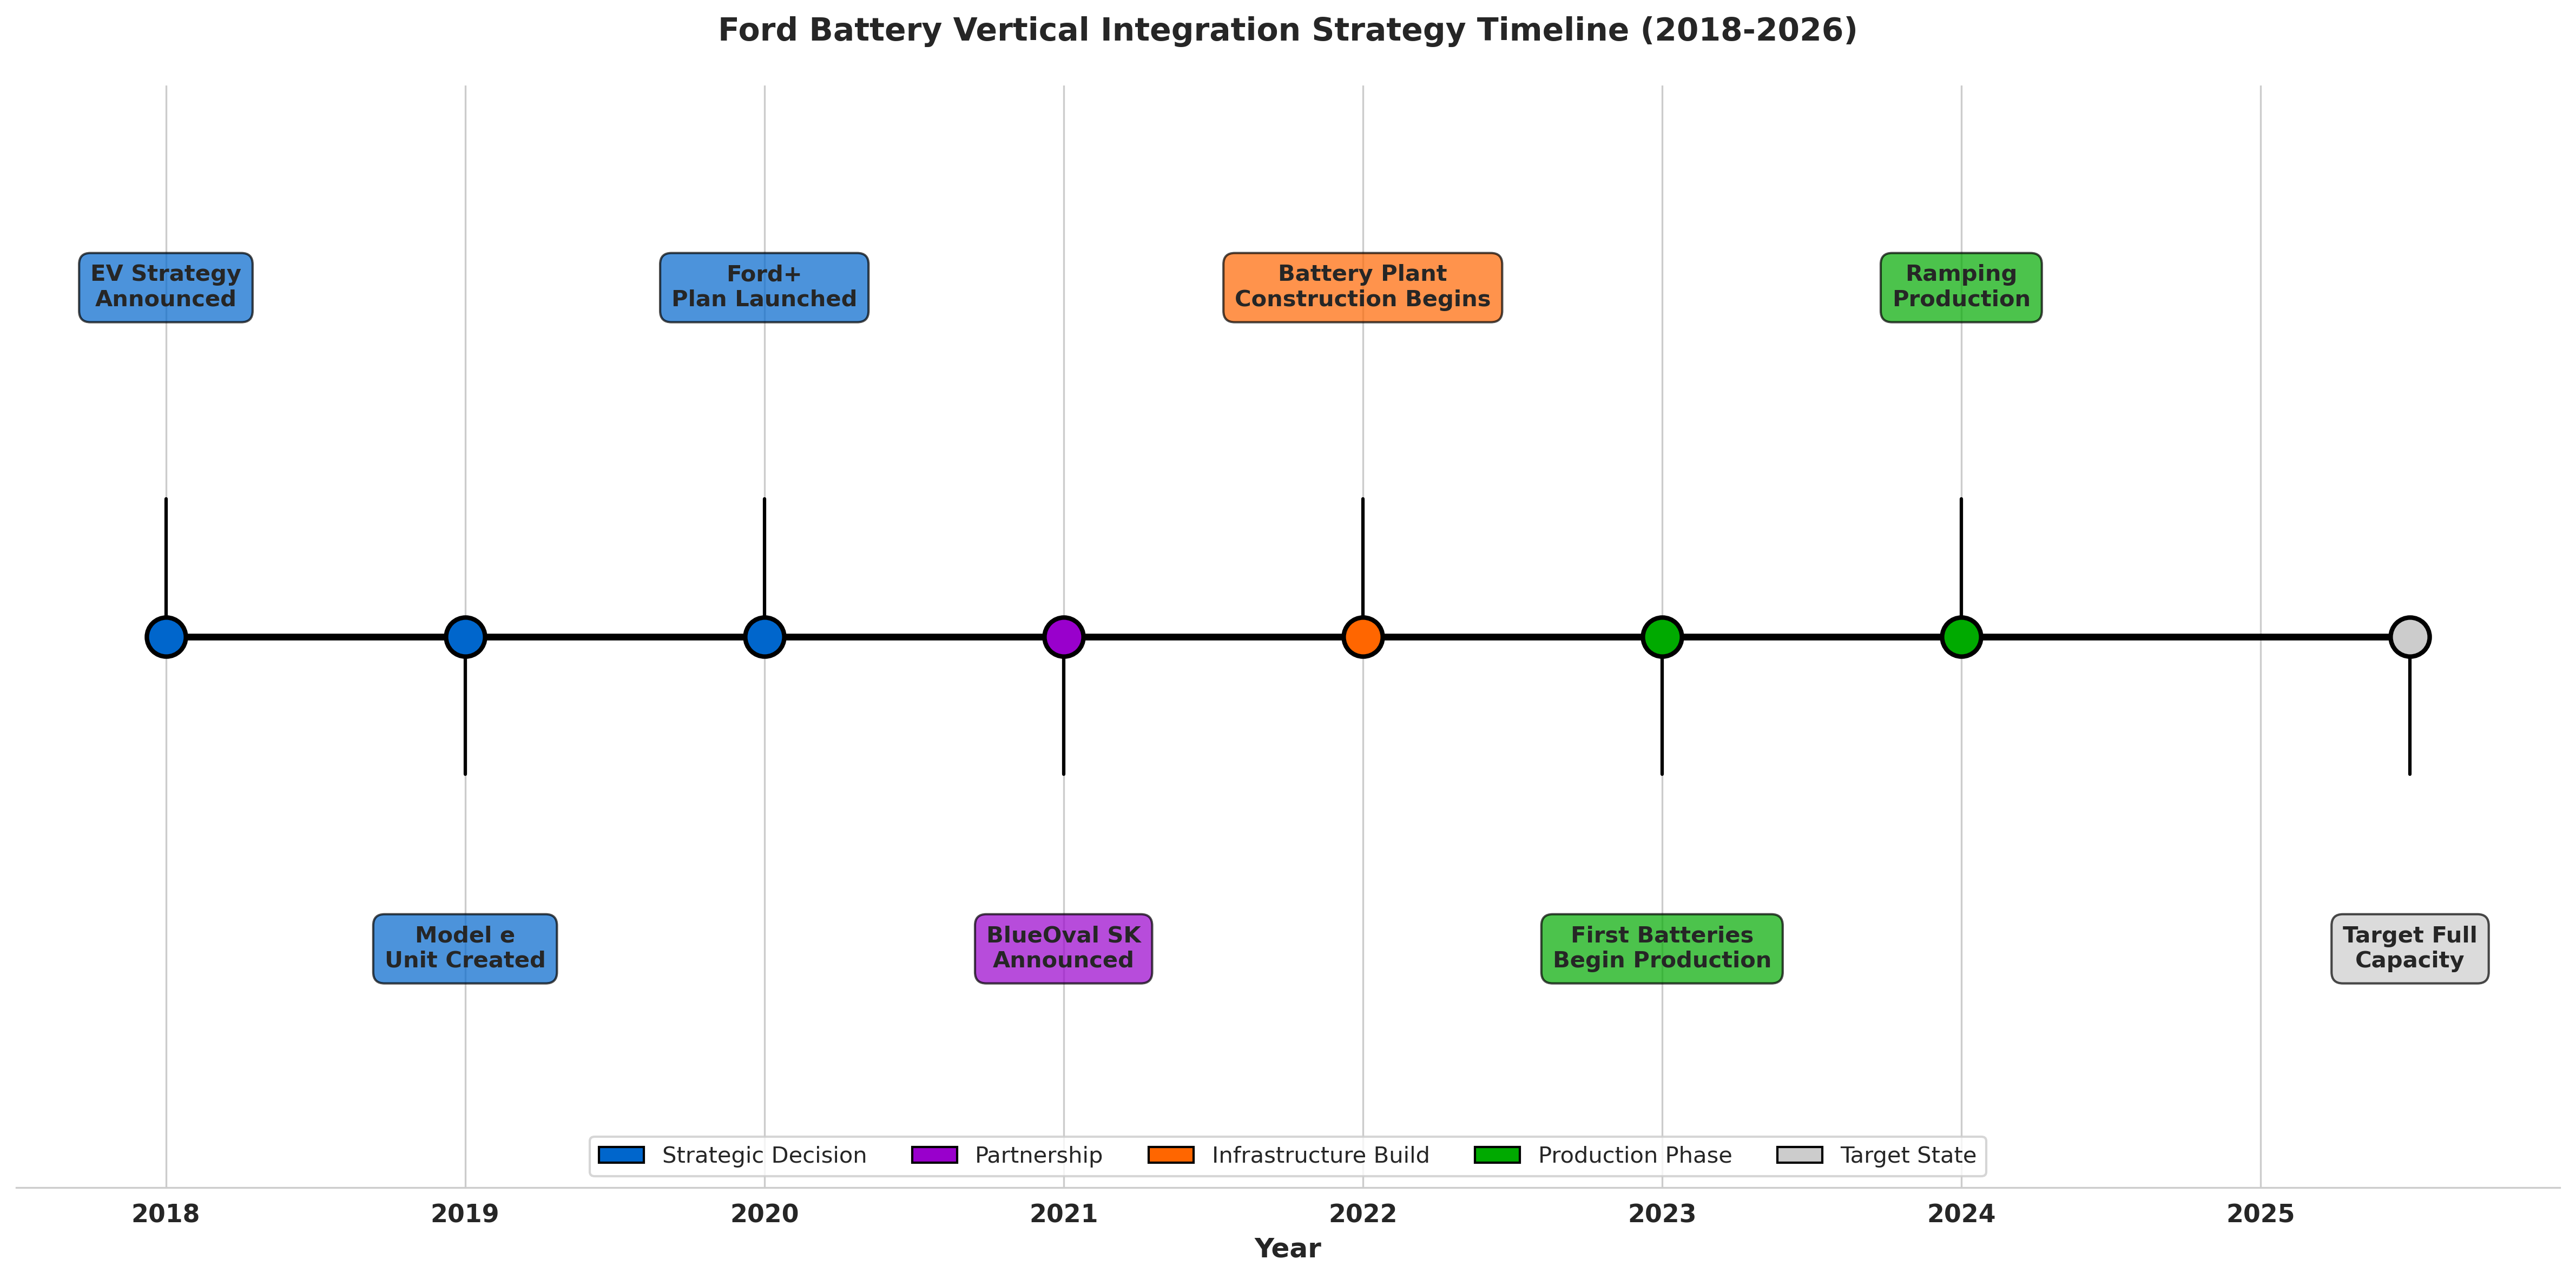 Ford Battery Vertical Integration Strategy Timeline (2018-2026)
EV Strategy
Announced
Ford+
Plan Launched
Battery Plant
Construction Begins
Ramping
Production
Model e
Unit Created
BlueOval SK
Announced
First Batteries
Begin Production
Target Full
Capacity
Strategic Decision
Partnership
Infrastructure Build
Production Phase
Target State
2018
2019
2020
2021
2022
2023
2024
2025
Year